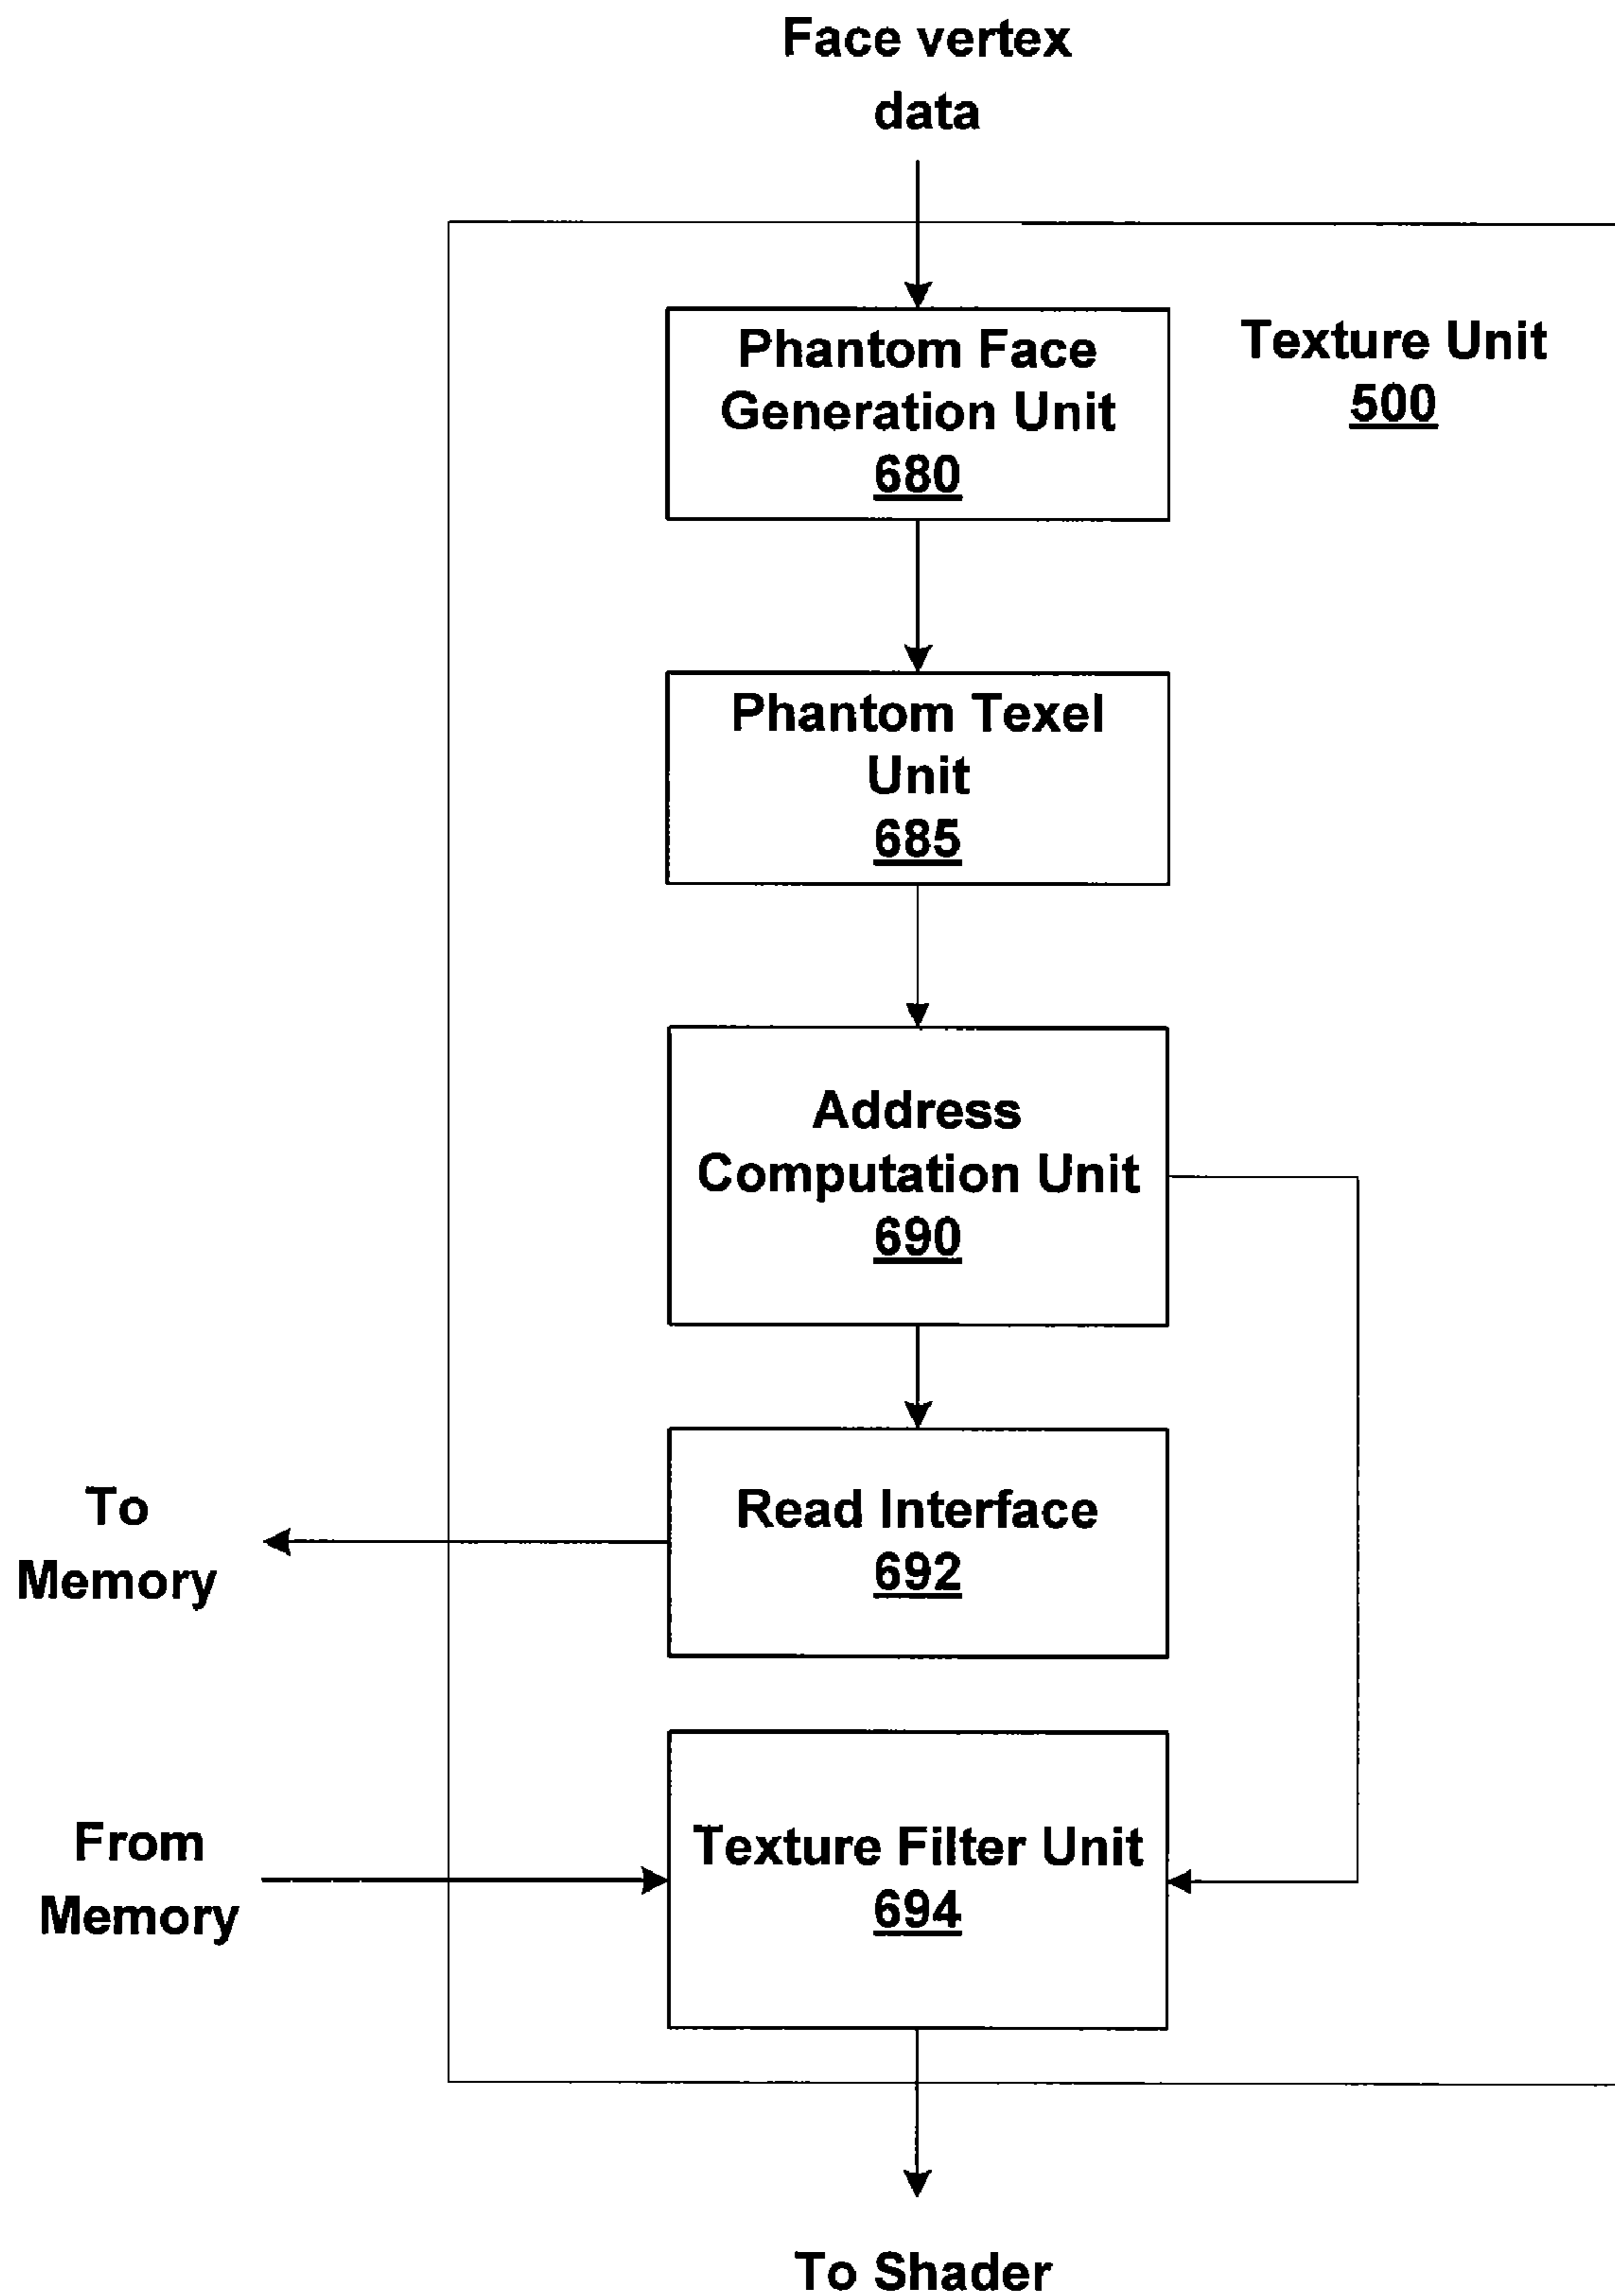 Face vertex
data
Phantom Face
Generation Unit
680
Texture Unit
500
Phantom Texel
Unit
685
Address
Computation Unit
690
Read Interface
692
To
Memory
Texture Filter Unit
694
From
Memory
To Shader